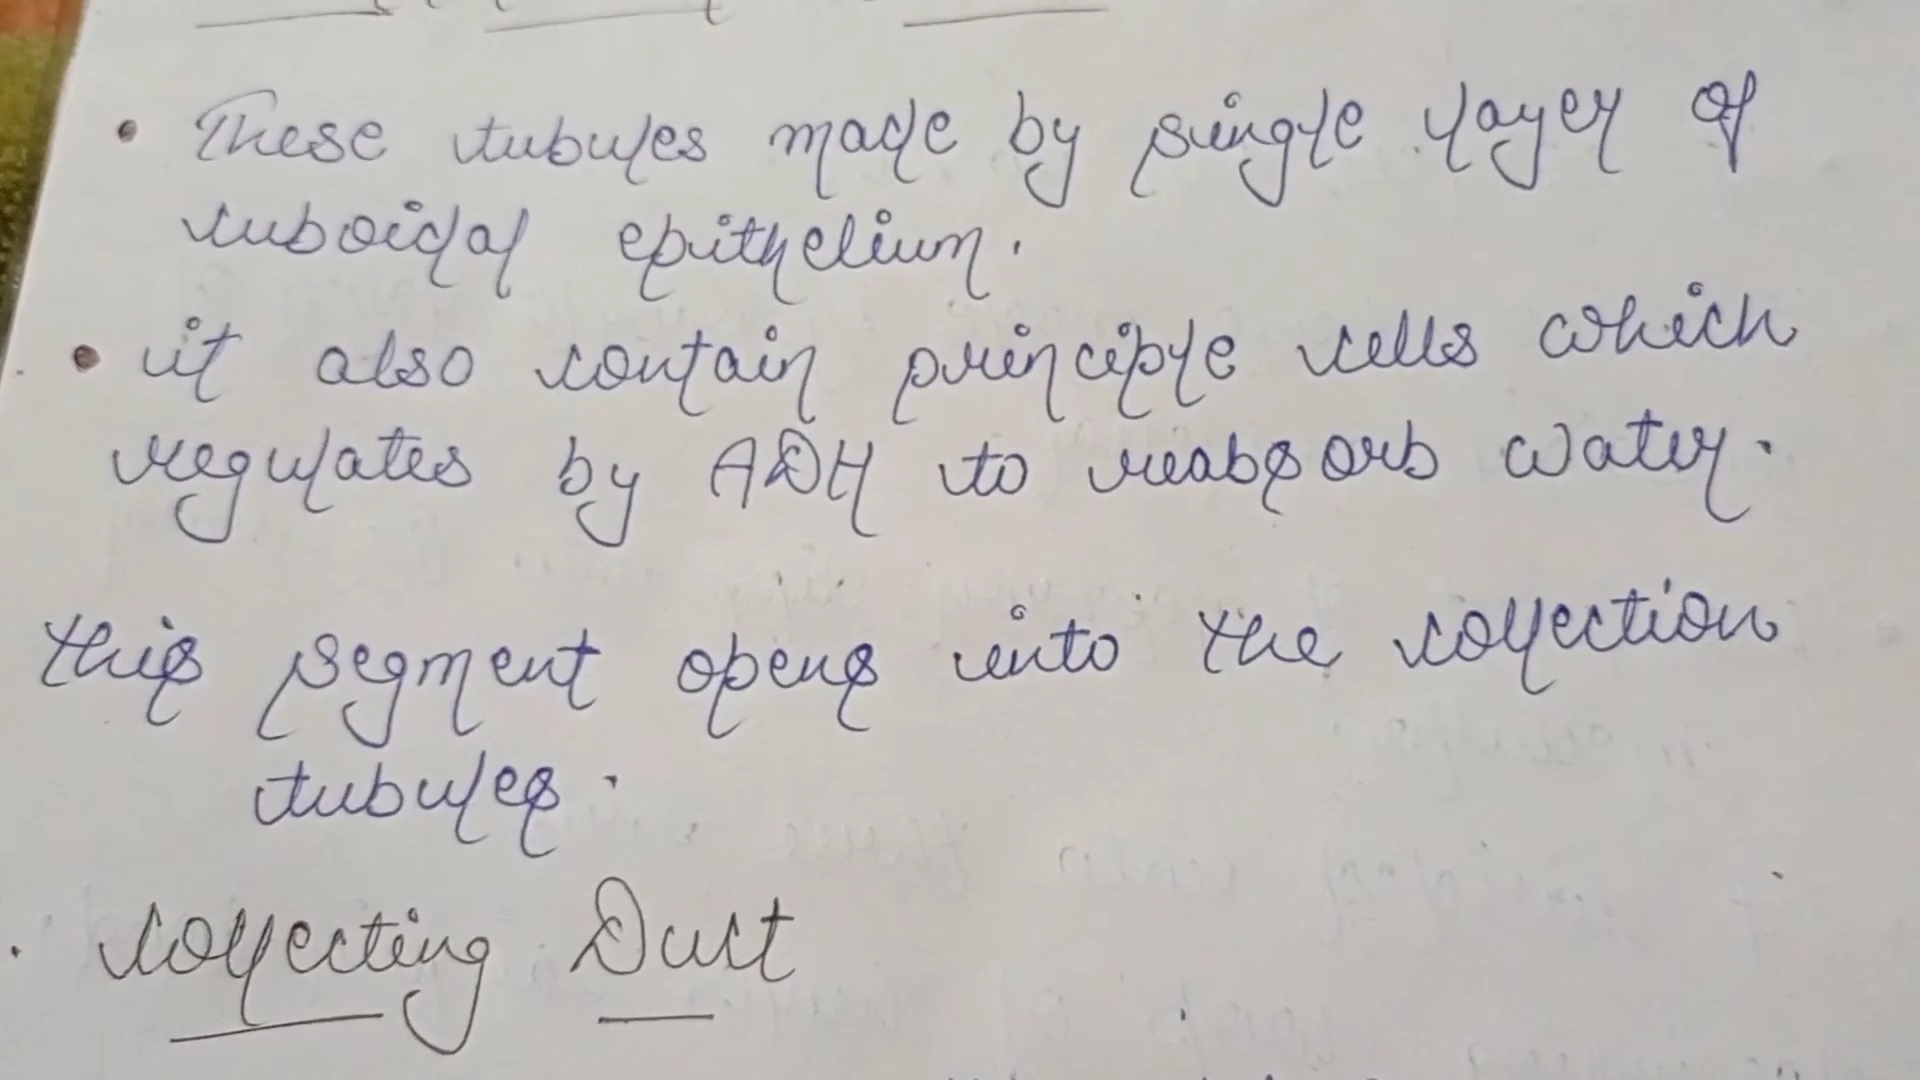 • These tubules made by single layer of
cuboidal epithelium.
• it also contain principle cells which
regulates by ADH to reabsorb water.
this segment opens into the collection
tubules.
. Collecting Duct